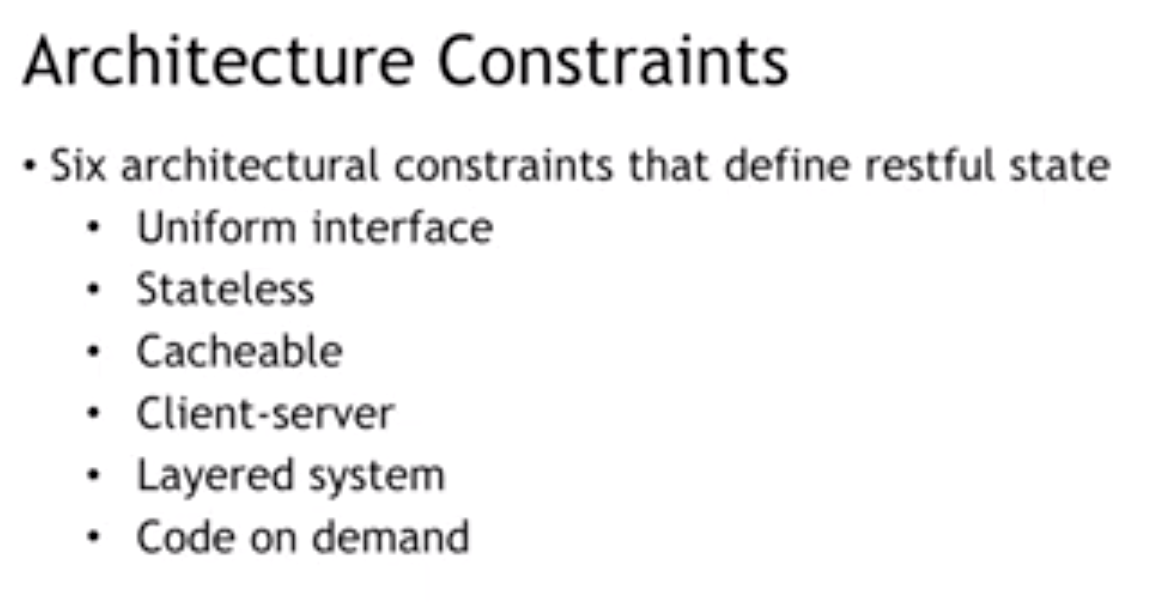 Architecture Constraints
• Six architectural constraints that define restful state
• Uniform interface
• Stateless
• Cacheable
• Client-server
• Layered system
• Code on demand